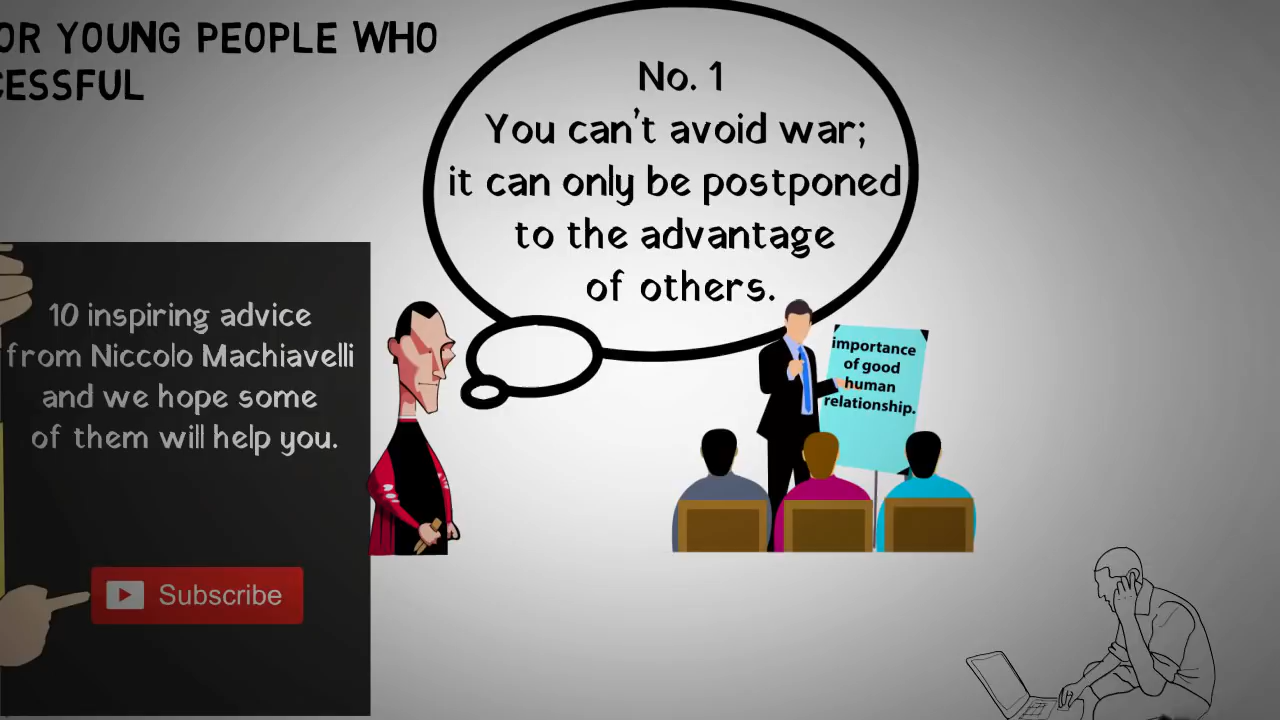 OR YOUNG PEOPLE WHO
CESSFUL
No. 1
You can't avoid war;
it can only be postponed
to the advantage
of others.
10 inspiring advice
from Niccolo Machiavelli
and we hope some
of them will help you.
Subscribe
importance
of good
human
relationship.